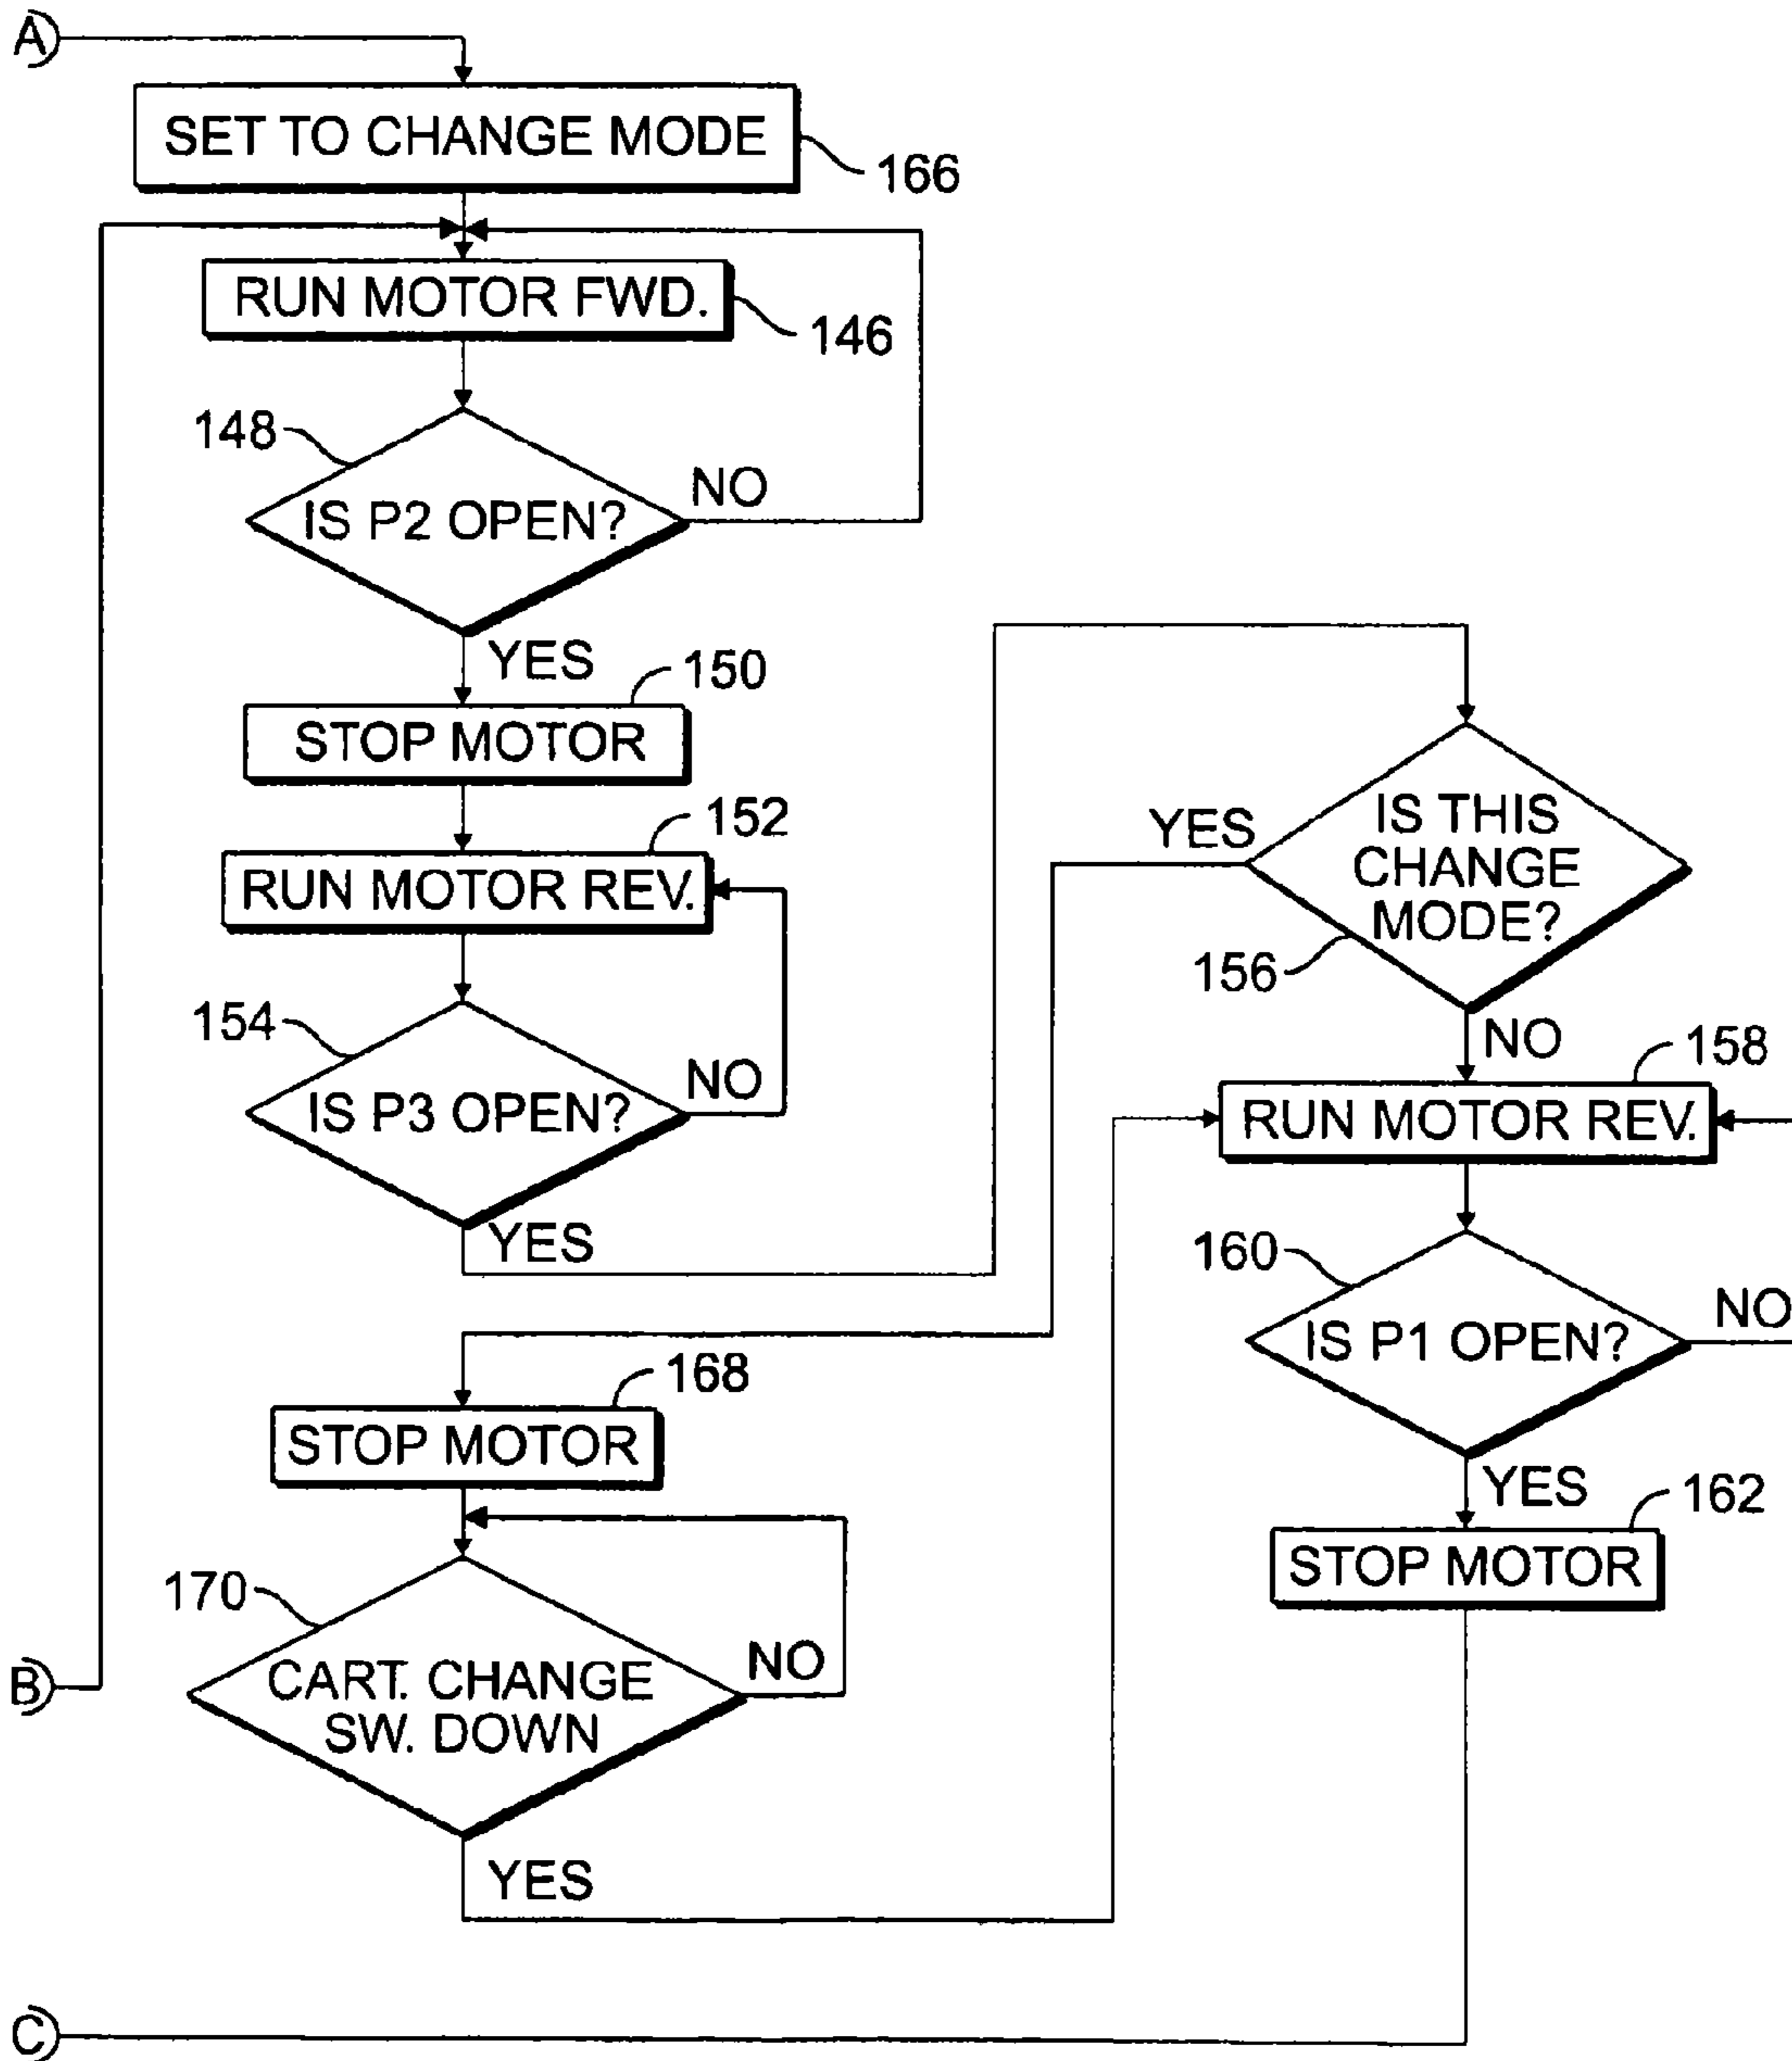 A
SET TO CHANGE MODE
166
RUN MOTOR FWD.
146
148
IS P2 OPEN?
NO
YES
150
STOP MOTOR
152
RUN MOTOR REV.
154
IS P3 OPEN?
NO
YES
IS THIS
CHANGE
MODE?
YES
156
NO
158
RUN MOTOR REV.
160
IS P1 OPEN?
NO
YES
162
STOP MOTOR
168
STOP MOTOR
170
CART. CHANGE
SW. DOWN
NO
YES
B
C